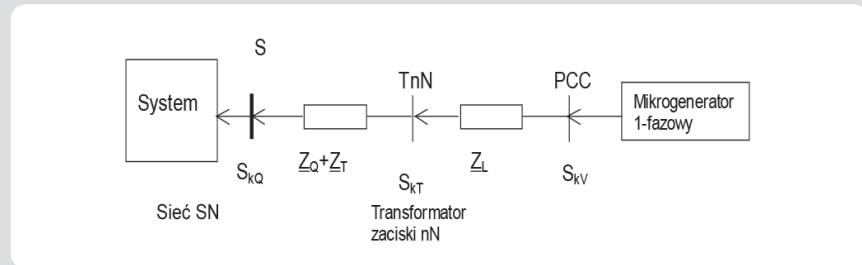 S
TnN
PCC
System
Mikrogenerator
1-fazowy
S_kQ
Z_Q+Z_T
S_kT
Z_L
S_kV
Sieć SN
Transformator
zaciski nN